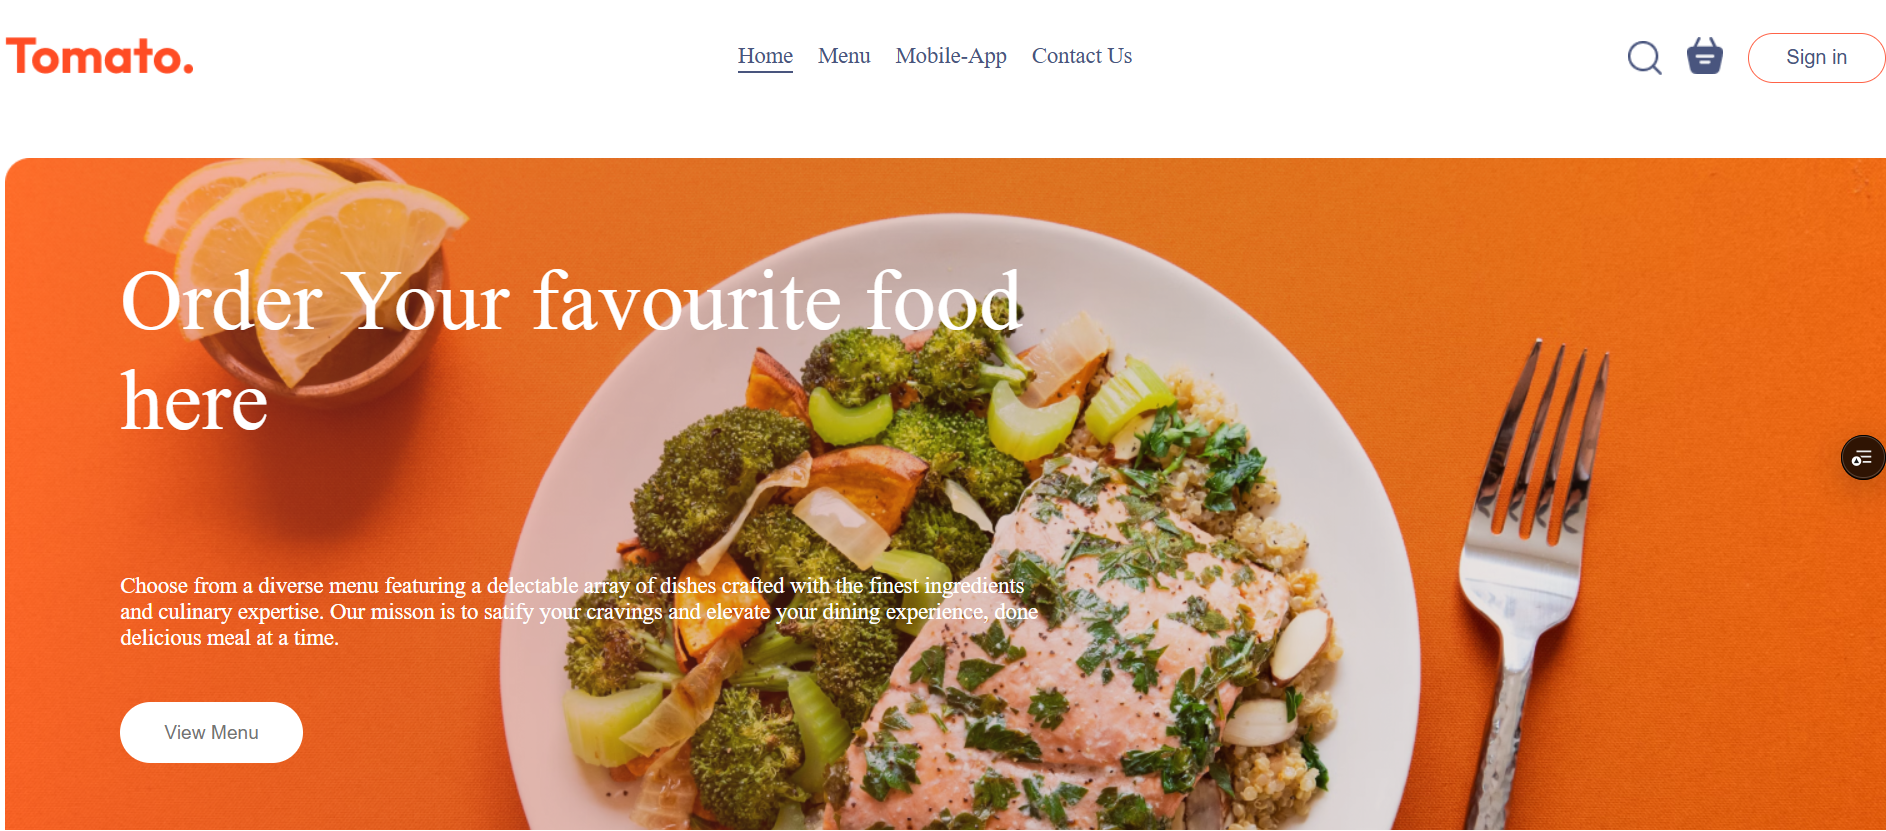 Tomato.
Home Menu Mobile-App Contact Us
Sign in
Order Your favourite food
here
Choose from a diverse menu featuring a delectable array of dishes crafted with the finest ingredients
and culinary expertise. Our misson is to satify your cravings and elevate your dining experience, done
delicious meal at a time.
View Menu